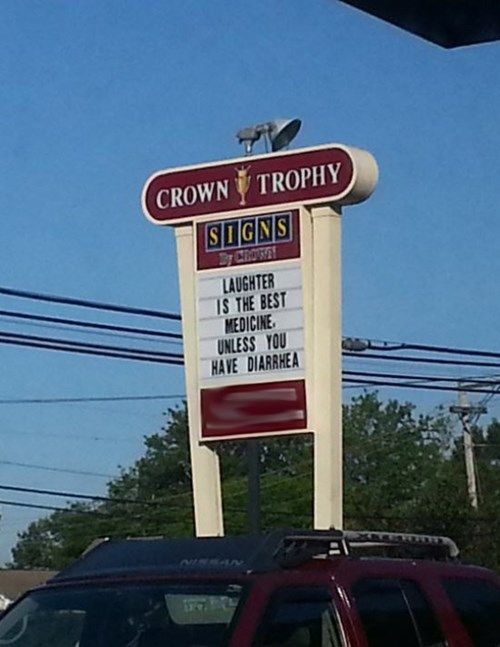 CROWN TROPHY
SIGNS
By CROWN
LAUGHTER
IS THE BEST
MEDICINE.
UNLESS YOU
HAVE DIARRHEA
NISSAN